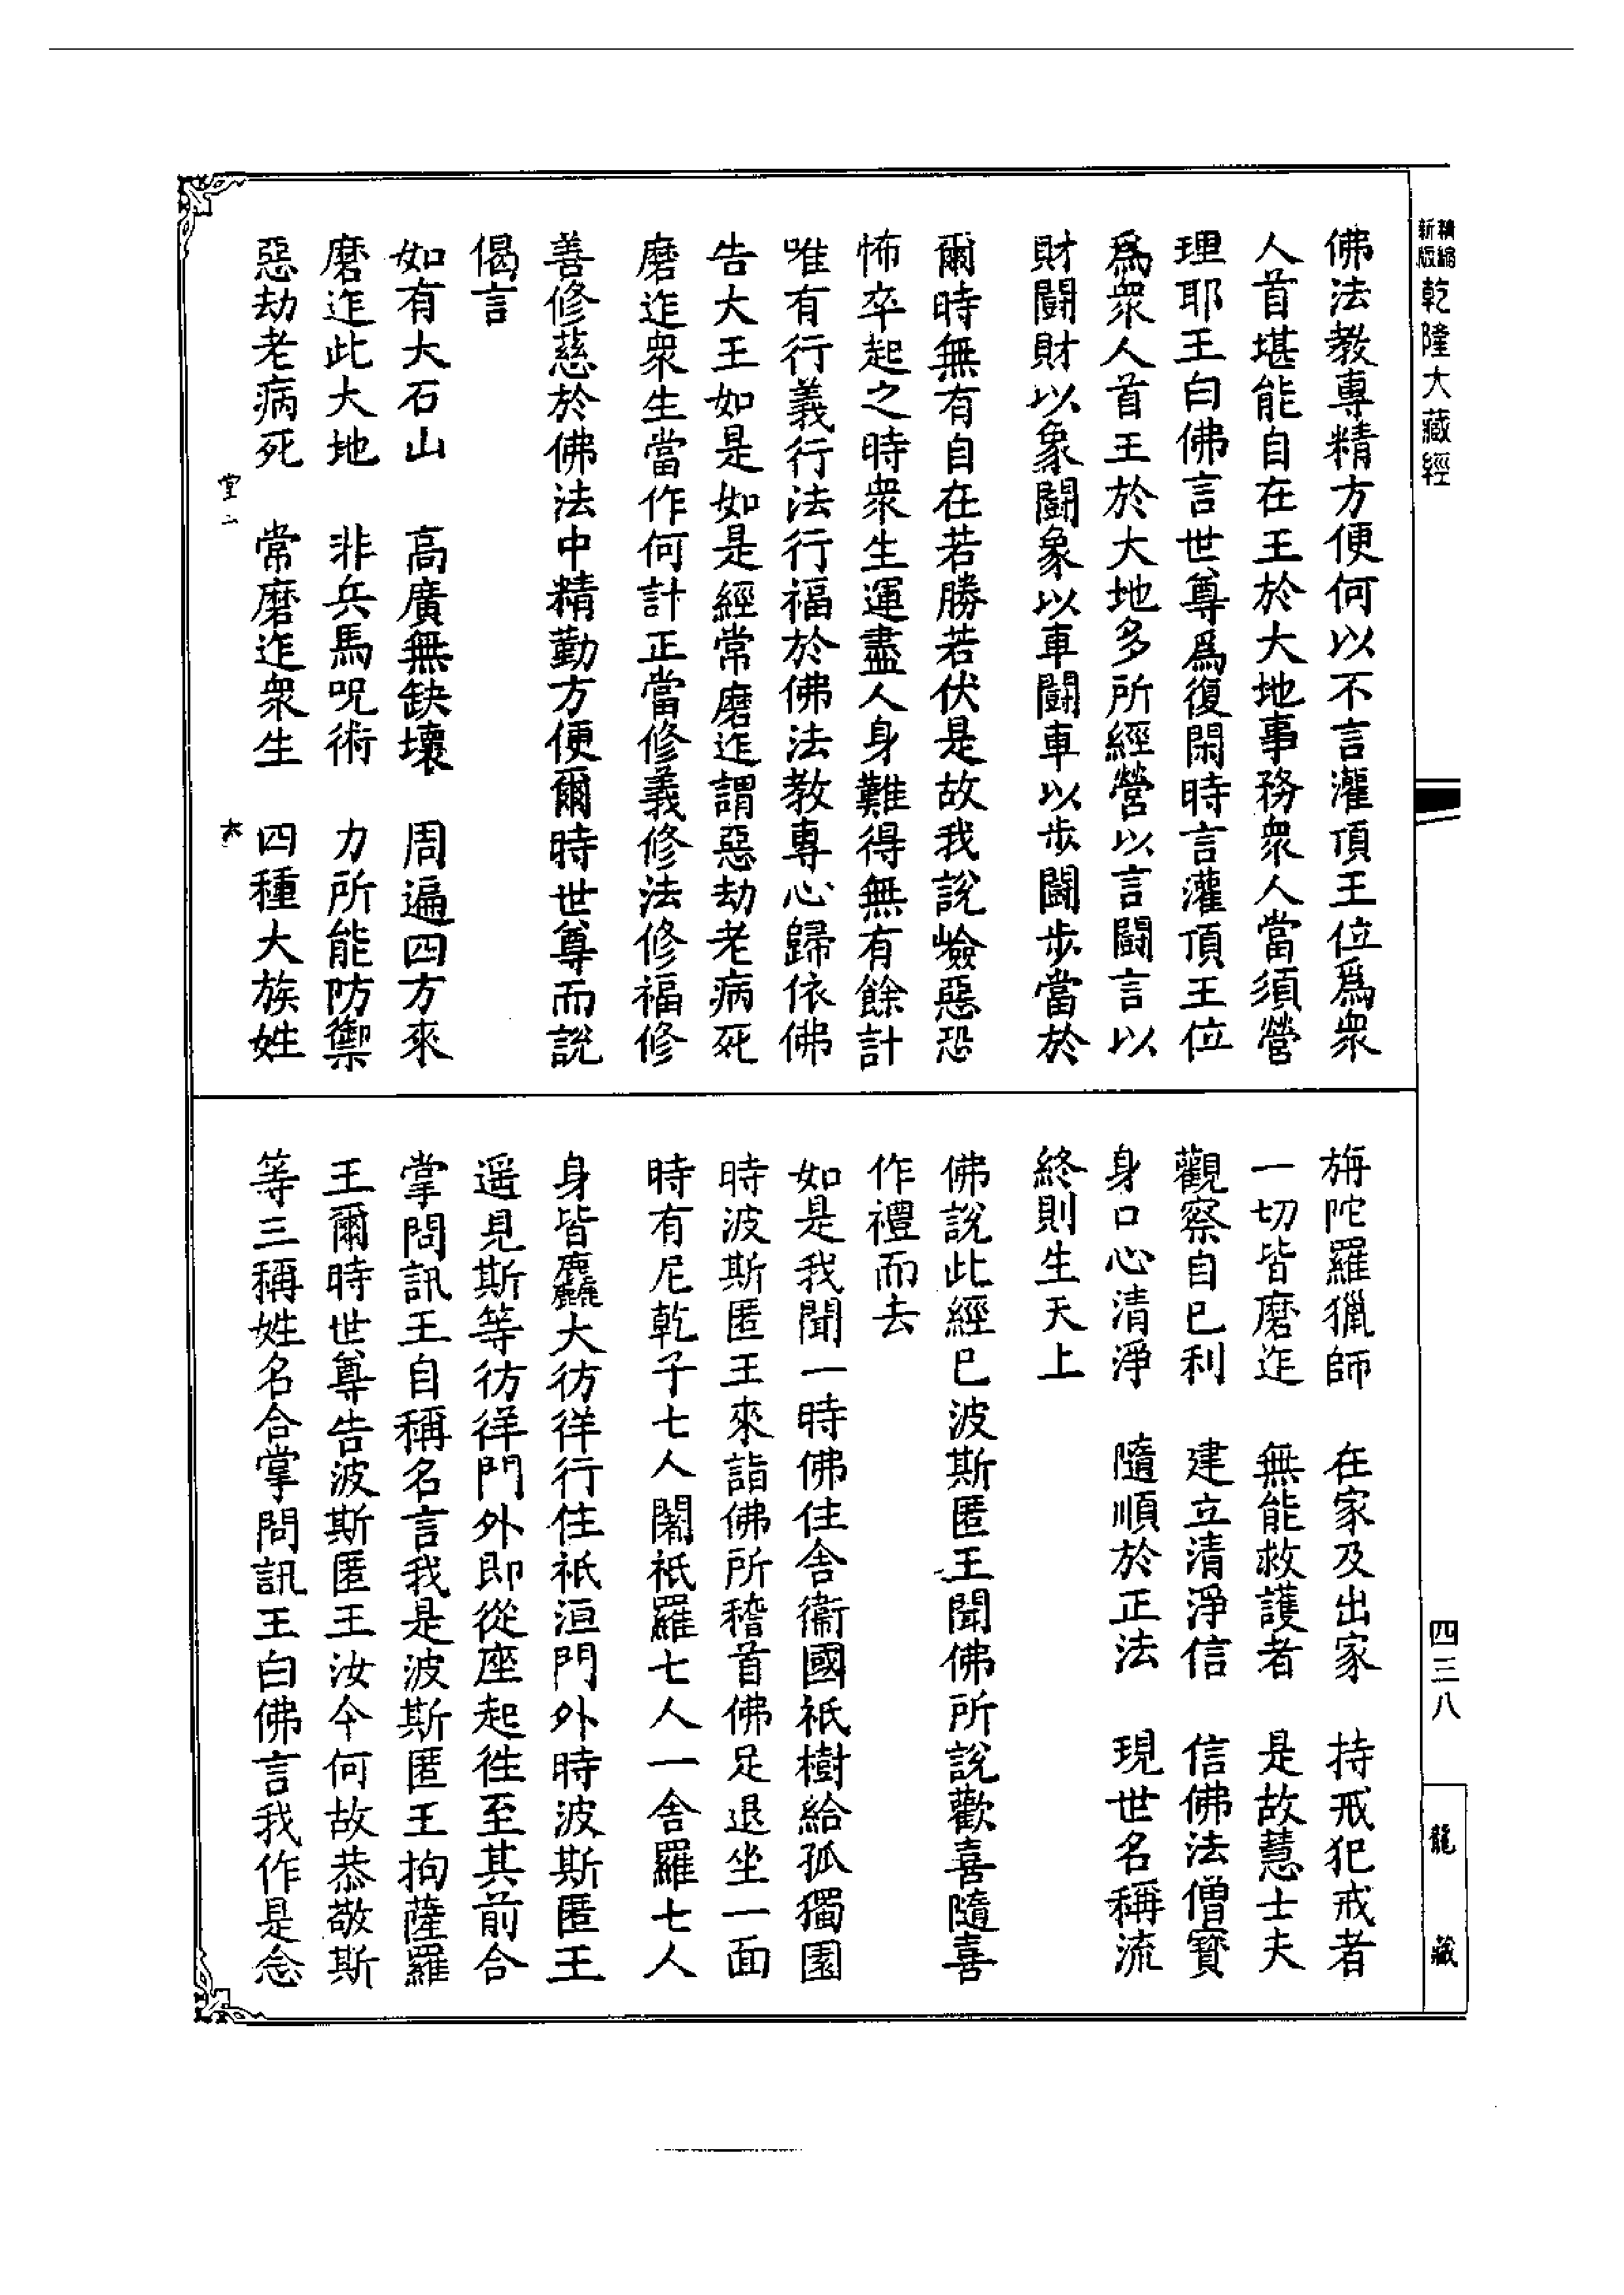 精縮新版乾隆大藏經
佛法教專精方便何以不言灌頂王位爲衆
人首堪能自在王於大地事務衆人當須營
理耶王白佛言世尊爲復閑時言灌頂王位
爲衆人首王於大地多所經營以言鬪言以
財鬪財以象鬪象以車鬪車以步鬪步當於
爾時無有自在若勝若伏是故我說嶮惡恐
怖卒起之時衆生運盡人身難得無有餘計
唯有行義行法行福於佛法教專心歸依佛
告大王如是如是經常磨迮謂惡劫老病死
磨迮衆生當作何計正當修義修法修福修
善修慈於佛法中精勤方便爾時世尊而說
偈言
如有大石山　高廣無缺壞　周遍四方來
磨迮此大地　非兵馬呪術　力所能防禦
惡劫老病死　常磨迮衆生　四種大族姓
堂二　六
旃陀羅獵師　在家及出家　持戒犯戒者
一切皆磨迮　無能救護者　是故慧士夫
觀察自已利　建立清淨信　信佛法僧寶
身口心清淨　隨順於正法　現世名稱流
終則生天上
佛說此經已波斯匿王聞佛所說歡喜隨喜
作禮而去
如是我聞一時佛住舍衞國祇樹給孤獨園
時波斯匿王來詣佛所稽首佛足退坐一面
時有尼乾子七人闍祇羅七人一舍羅七人
身皆麤大彷徉行住祇洹門外時波斯匿王
遥見斯等彷徉門外即從座起往至其前合
掌問訊王自稱名言我是波斯匿王拘薩羅
王爾時世尊告波斯匿王汝今何故恭敬斯
等三稱姓名合掌問訊王白佛言我作是念
四三八
龍藏